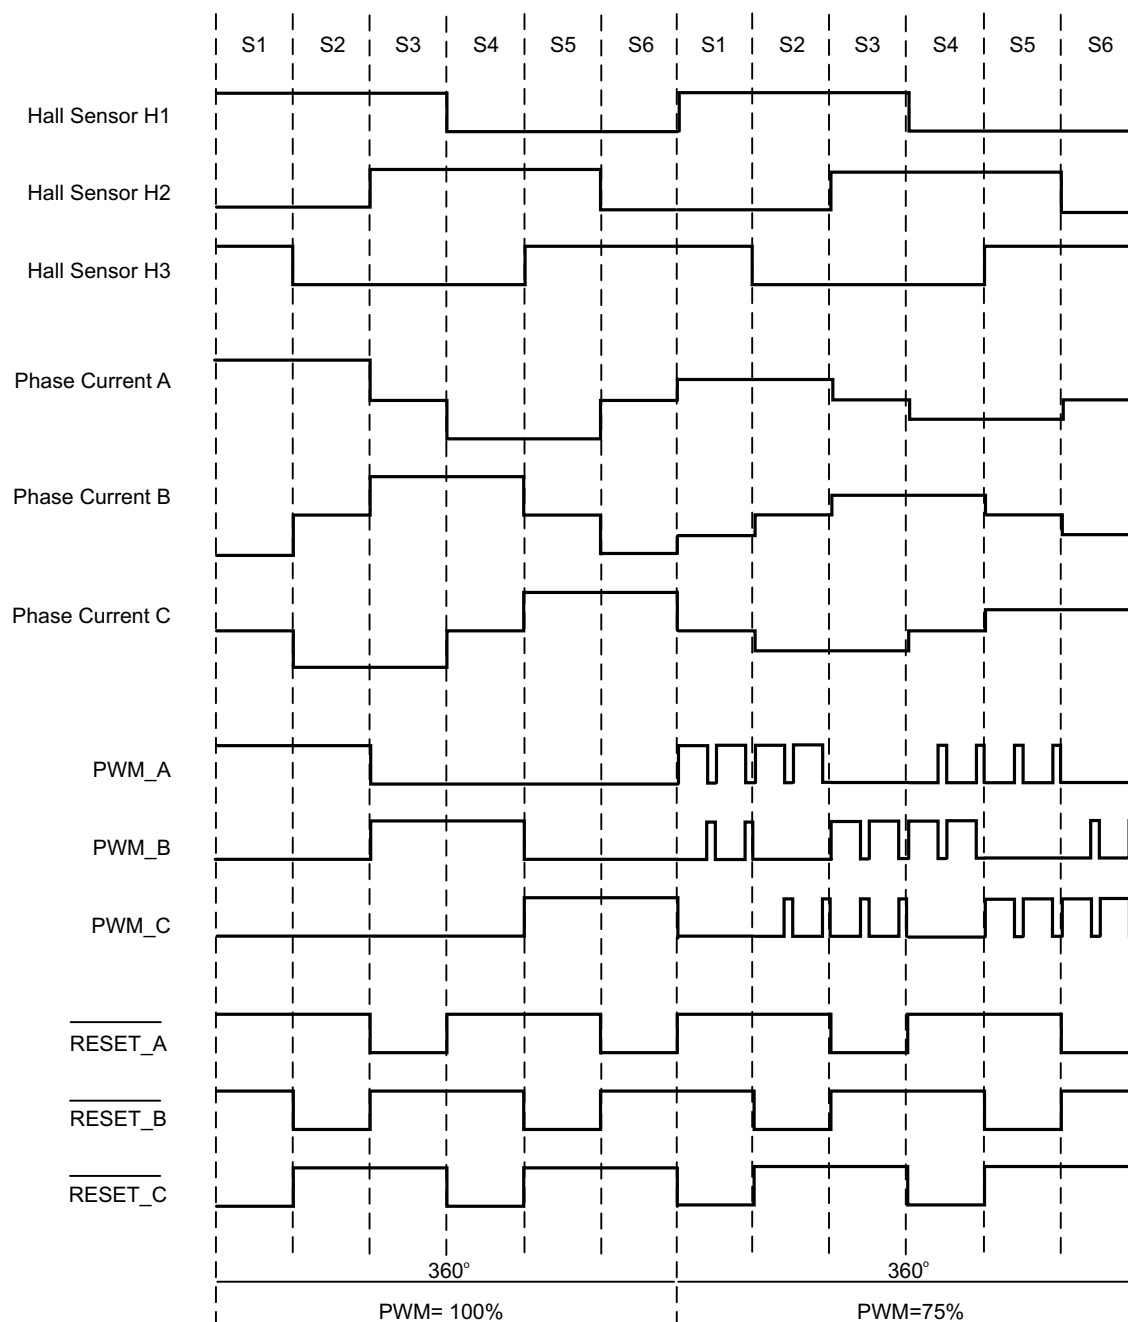 S1 S2 S3 S4 S5 S6 S1 S2 S3 S4 S5 S6
Hall Sensor H1
Hall Sensor H2
Hall Sensor H3
Phase Current A
Phase Current B
Phase Current C
PWM_A
PWM_B
PWM_C
RESET_A
RESET_B
RESET_C
360° 360°
PWM= 100% PWM=75%